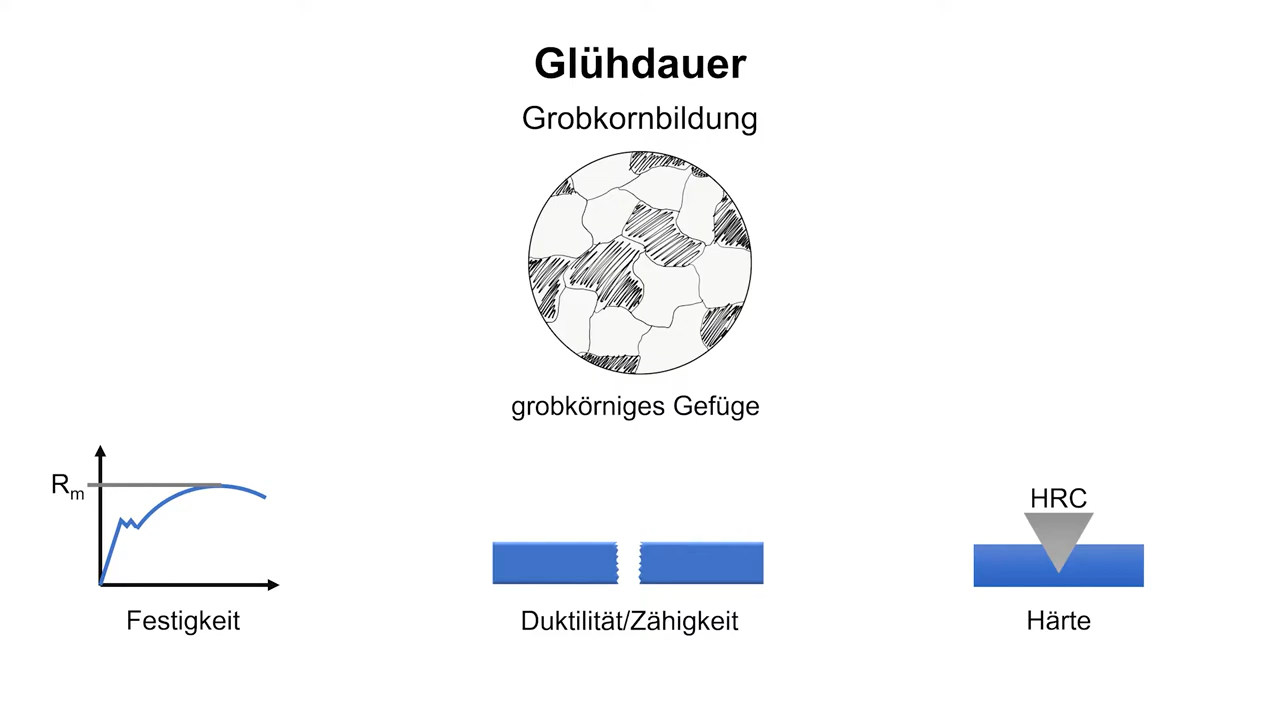 Glühdauer
Grobkornbildung
grobkörniges Gefüge
Rm
Festigkeit
Duktilität/Zähigkeit
HRC
Härte